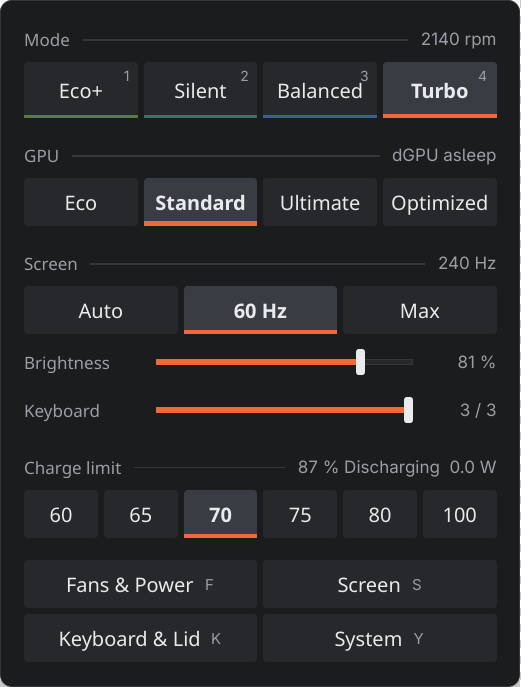 Mode 2140 rpm
Eco+ 1 Silent 2 Balanced 3 Turbo 4
GPU dGPU asleep
Eco Standard Ultimate Optimized
Screen 240 Hz
Auto 60 Hz Max
Brightness 81 %
Keyboard 3 / 3
Charge limit 87 % Discharging 0.0 W
60 65 70 75 80 100
Fans & Power F Screen S
Keyboard & Lid K System Y